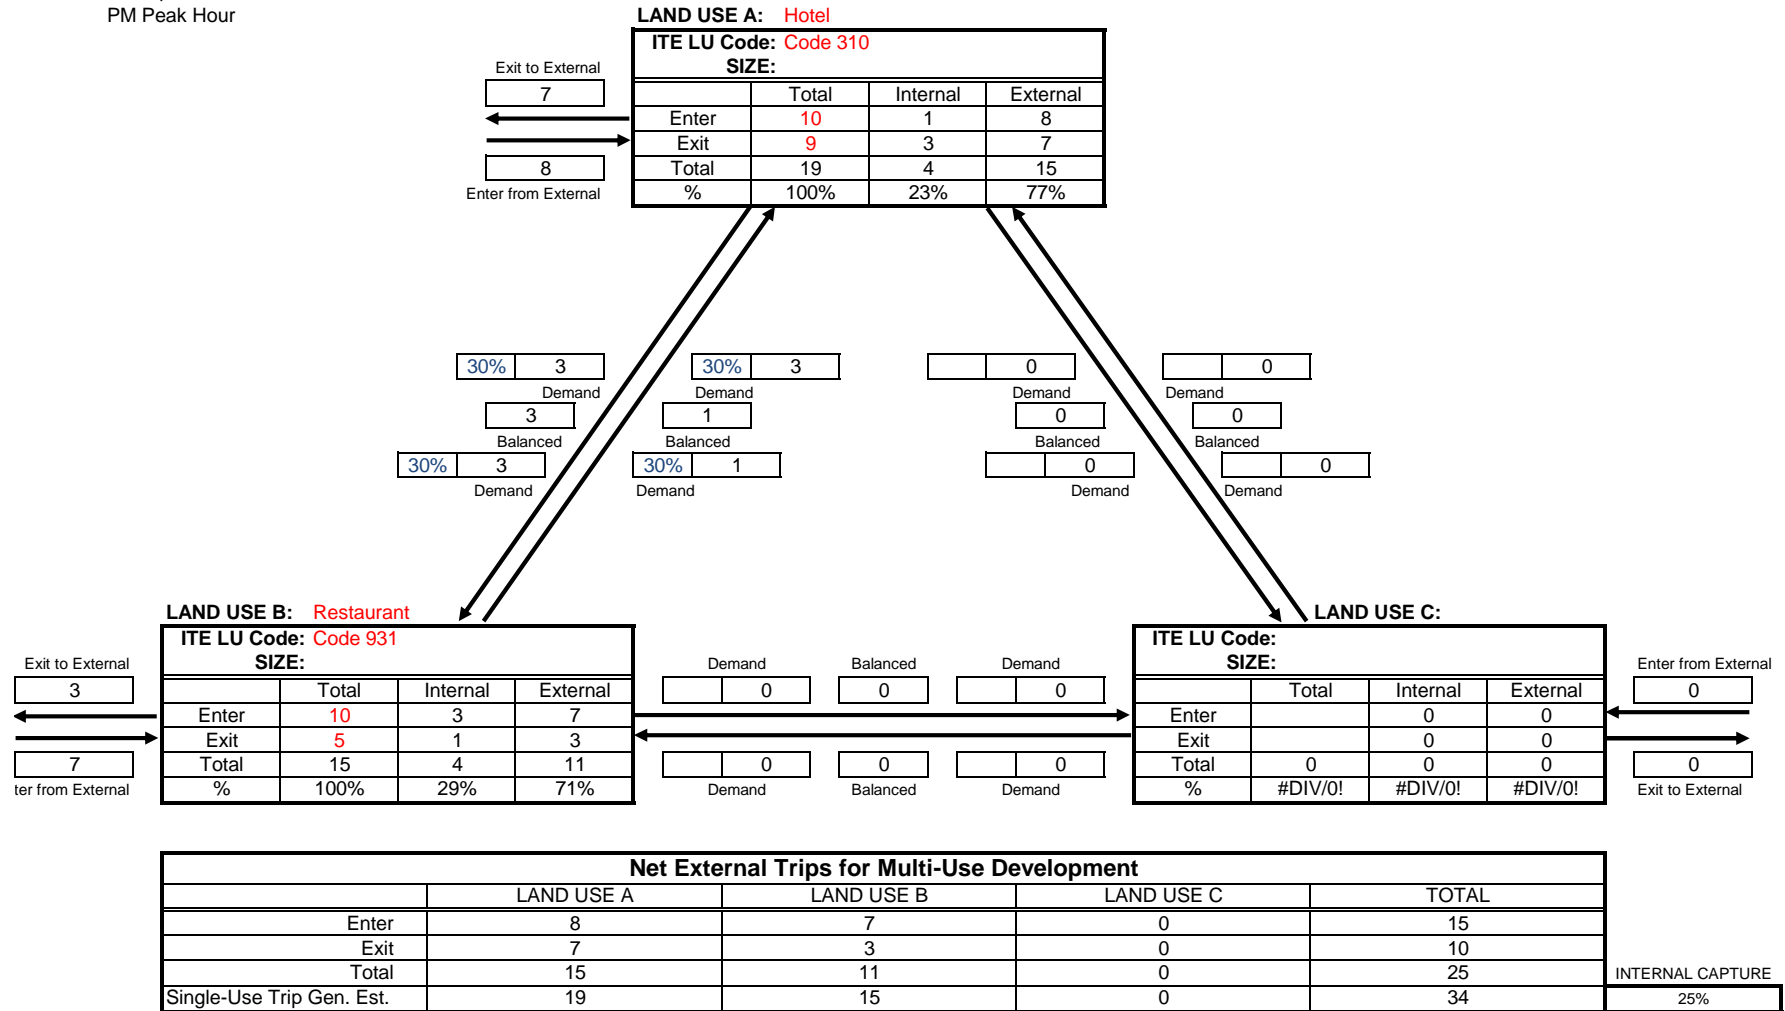 PM Peak Hour
LAND USE A: Hotel
ITE LU Code: Code 310
SIZE:
Total Internal External
Enter 10 1 8
Exit 9 3 7
Total 19 4 15
% 100% 23% 77%
Exit to External
7
8
Enter from External
30% 3 30% 3 0 0
Demand Demand Demand Demand
3 1 0 0
Balanced Balanced Balanced Balanced
30% 3 30% 1 0 0
Demand Demand Demand Demand
LAND USE B: Restaurant
ITE LU Code: Code 931
SIZE:
Total Internal External
Enter 10 3 7
Exit 5 1 3
Total 15 4 11
% 100% 29% 71%
Exit to External
3
7
ter from External
Demand Balanced Demand
0 0 0
0 0 0
Demand Balanced Demand
LAND USE C:
ITE LU Code:
SIZE:
Total Internal External
Enter 0 0
Exit 0 0
Total 0 0 0
% #DIV/0! #DIV/0! #DIV/0!
Enter from External
0
0
Exit to External
Net External Trips for Multi-Use Development
LAND USE A LAND USE B LAND USE C TOTAL
Enter 8 7 0 15
Exit 7 3 0 10
Total 15 11 0 25
INTERNAL CAPTURE
Single-Use Trip Gen. Est. 19 15 0 34 25%